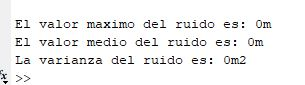 El valor maximo del ruido es: 0m
El valor medio del ruido es: 0m
La varianza del ruido es: 0m2
fx >>